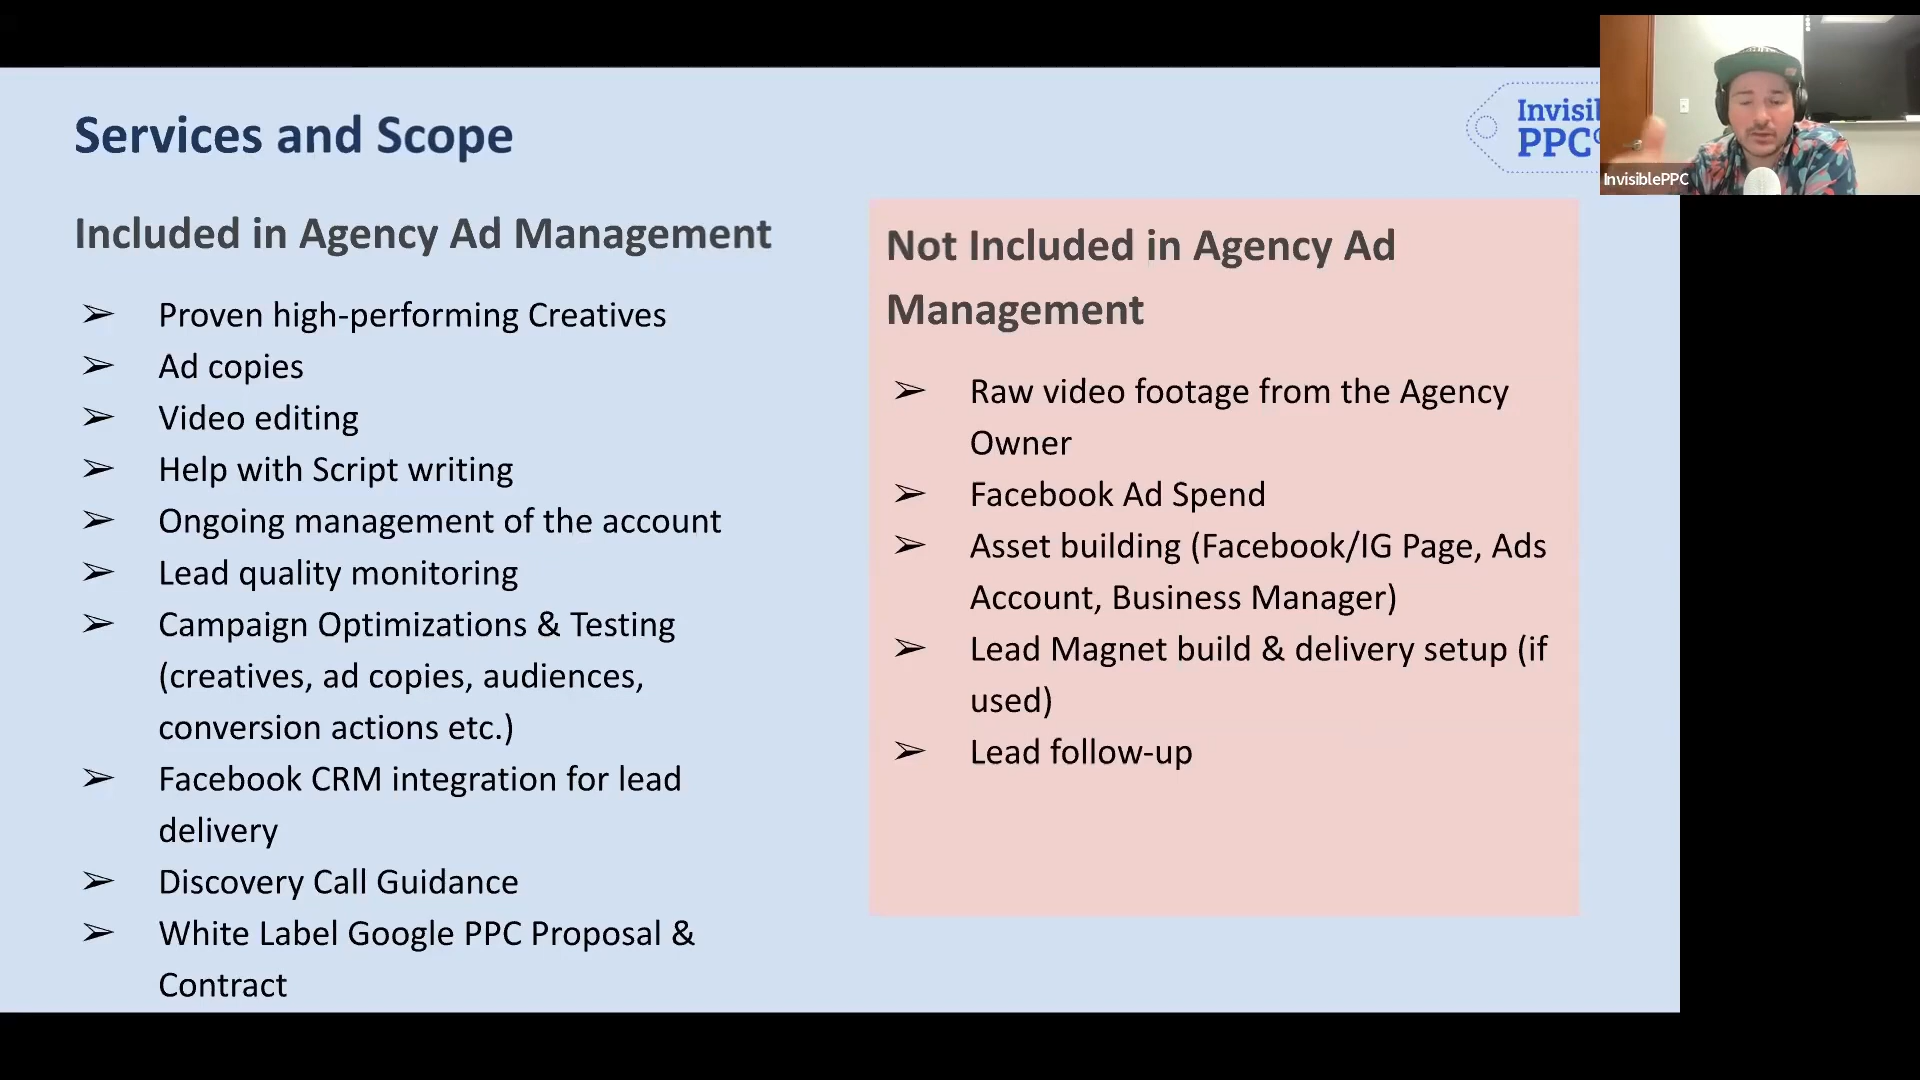 Services and Scope
Included in Agency Ad Management
➢ Proven high-performing Creatives
➢ Ad copies
➢ Video editing
➢ Help with Script writing
➢ Ongoing management of the account
➢ Lead quality monitoring
➢ Campaign Optimizations & Testing
(creatives, ad copies, audiences,
conversion actions etc.)
➢ Facebook CRM integration for lead
delivery
➢ Discovery Call Guidance
➢ White Label Google PPC Proposal &
Contract
Not Included in Agency Ad
Management
➢ Raw video footage from the Agency
Owner
➢ Facebook Ad Spend
➢ Asset building (Facebook/IG Page, Ads
Account, Business Manager)
➢ Lead Magnet build & delivery setup (if
used)
➢ Lead follow-up
PPC
InvisiblePPC